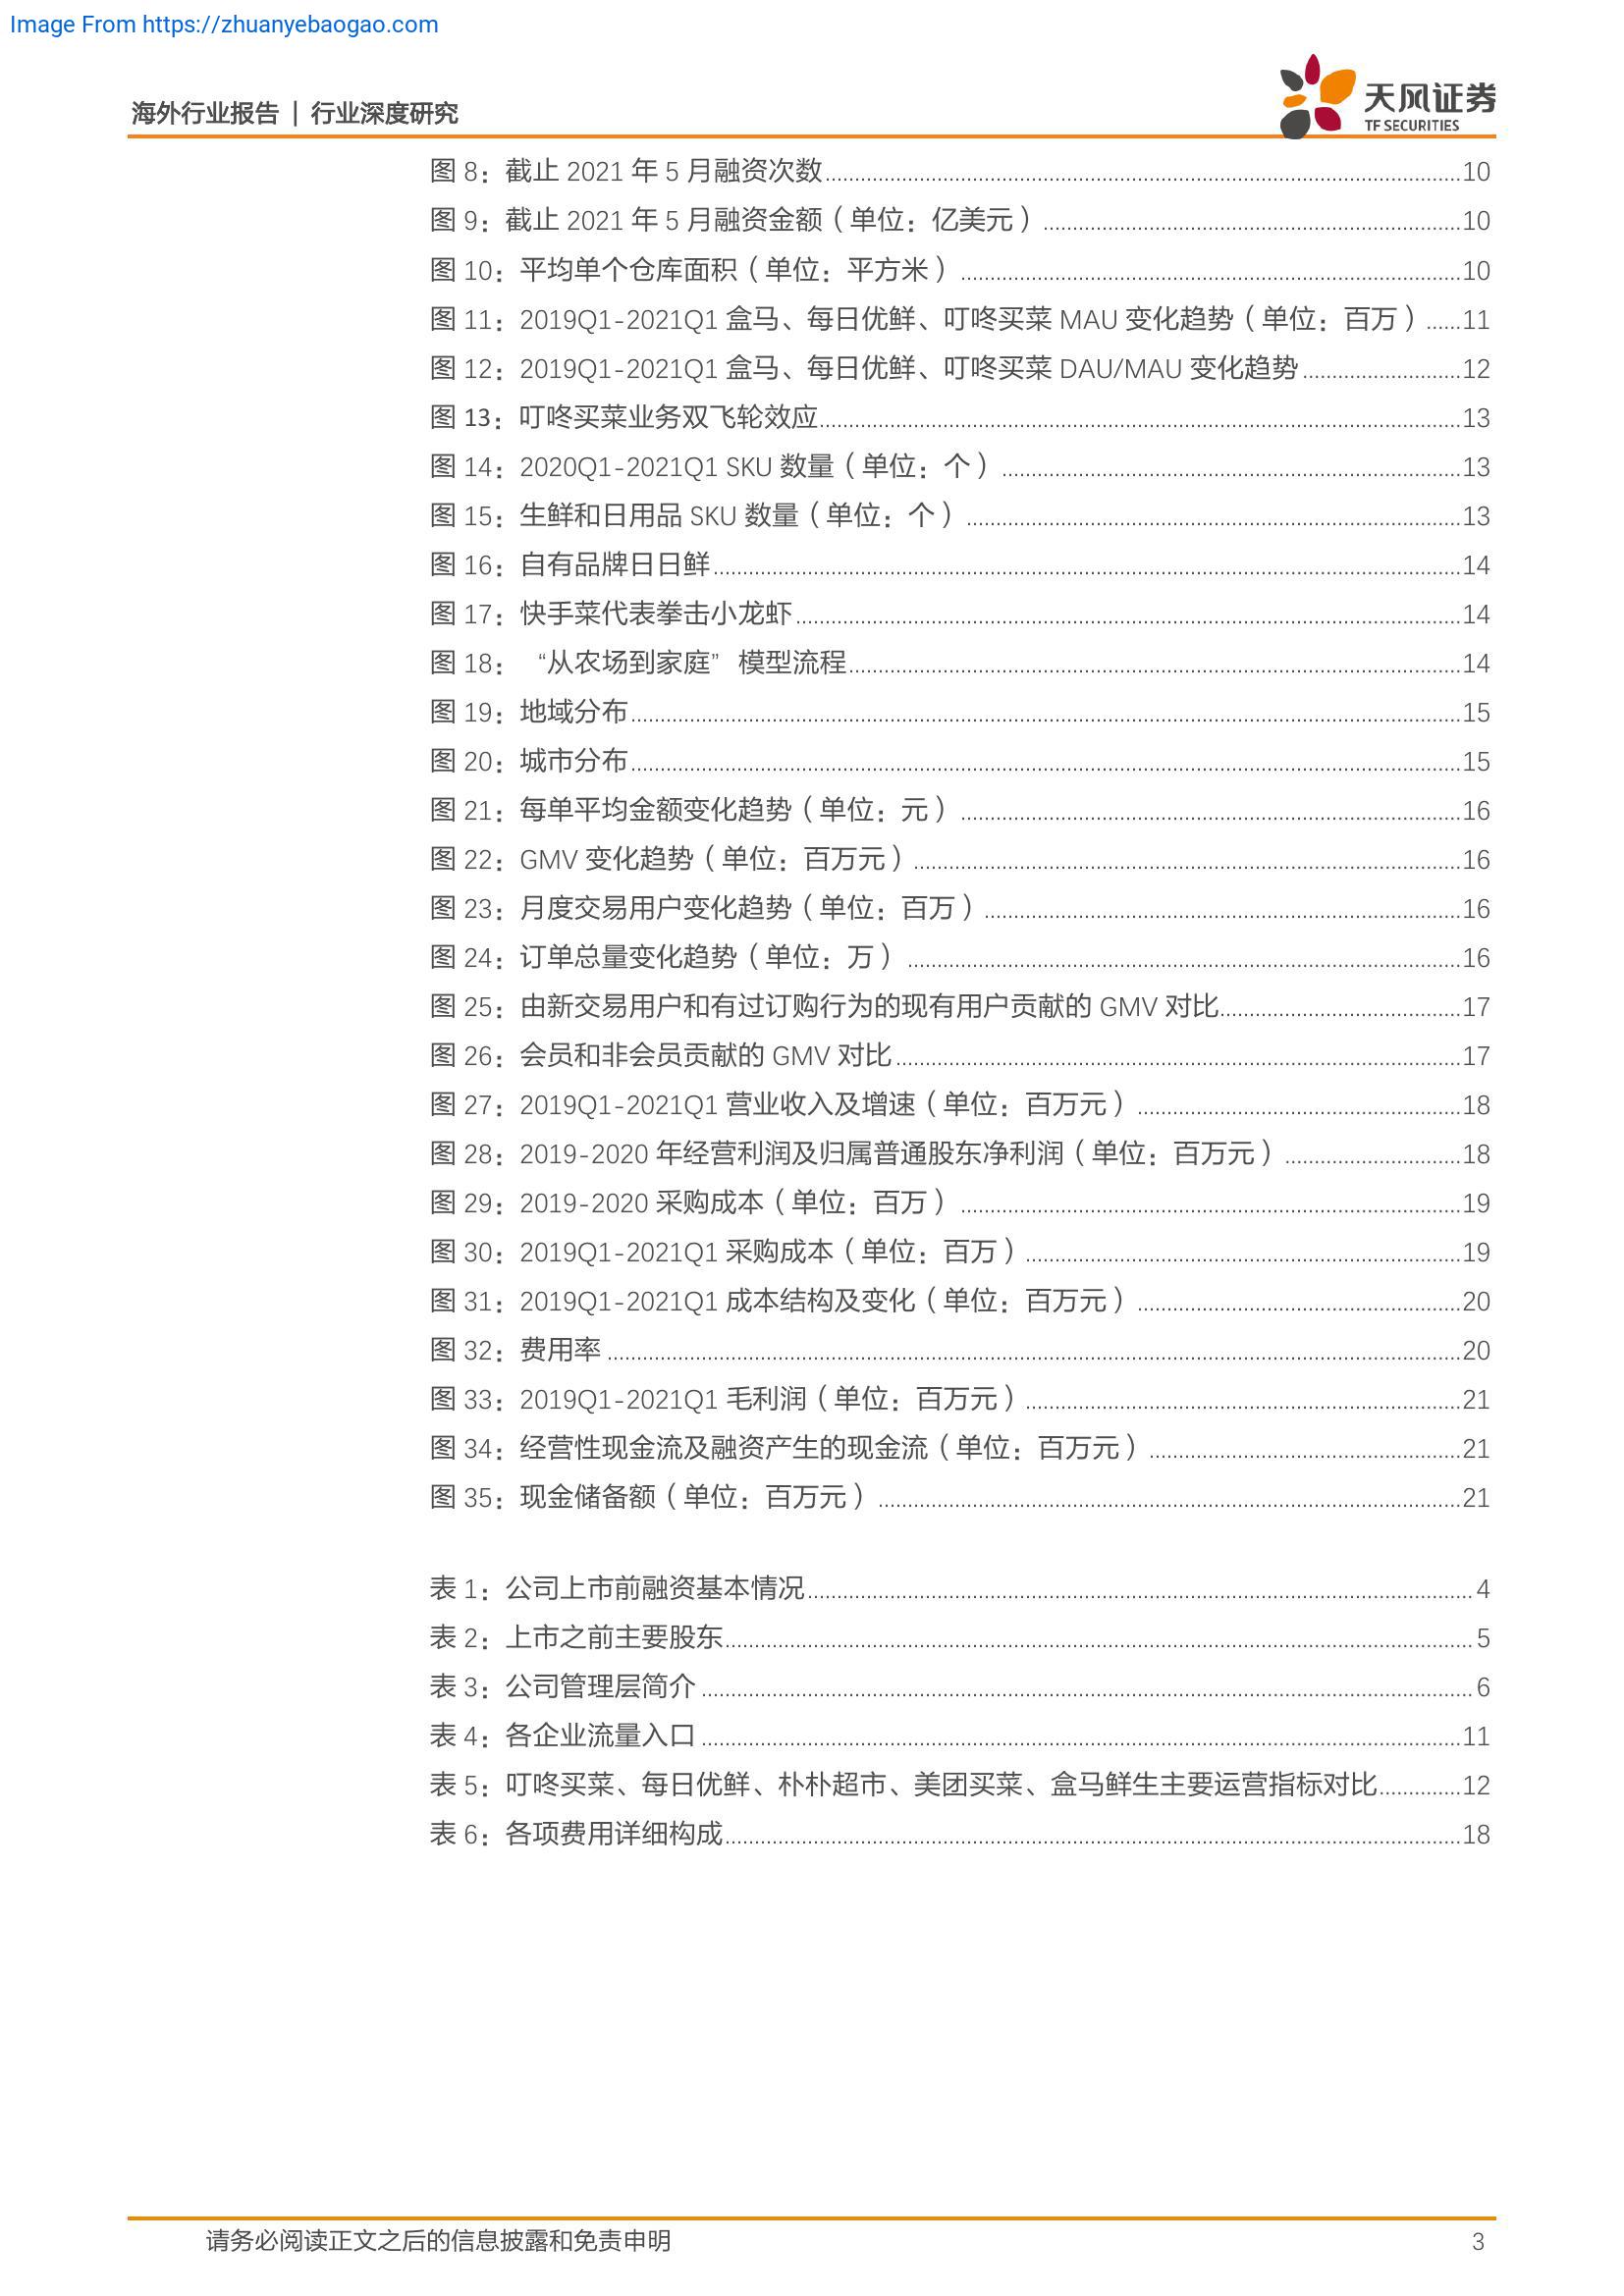 Image From https://zhuanyebaogao.com
海外行业报告 | 行业深度研究
天风证券
TF SECURITIES
图 8：截止 2021 年 5 月融资次数 10
图 9：截止 2021 年 5 月融资金额（单位：亿美元） 10
图 10：平均单个仓库面积（单位：平方米） 10
图 11：2019Q1-2021Q1 盒马、每日优鲜、叮咚买菜 MAU 变化趋势（单位：百万） 11
图 12：2019Q1-2021Q1 盒马、每日优鲜、叮咚买菜 DAU/MAU 变化趋势 12
图 13：叮咚买菜业务双飞轮效应 13
图 14：2020Q1-2021Q1 SKU 数量（单位：个） 13
图 15：生鲜和日用品 SKU 数量（单位：个） 13
图 16：自有品牌日日鲜 14
图 17：快手菜代表拳击小龙虾 14
图 18：“从农场到家庭”模型流程 14
图 19：地域分布 15
图 20：城市分布 15
图 21：每单平均金额变化趋势（单位：元） 16
图 22：GMV 变化趋势（单位：百万元） 16
图 23：月度交易用户变化趋势（单位：百万） 16
图 24：订单总量变化趋势（单位：万） 16
图 25：由新交易用户和有过订购行为的现有用户贡献的 GMV 对比 17
图 26：会员和非会员贡献的 GMV 对比 17
图 27：2019Q1-2021Q1 营业收入及增速（单位：百万元） 18
图 28：2019-2020 年经营利润及归属普通股东净利润（单位：百万元） 18
图 29：2019-2020 采购成本（单位：百万） 19
图 30：2019Q1-2021Q1 采购成本（单位：百万） 19
图 31：2019Q1-2021Q1 成本结构及变化（单位：百万元） 20
图 32：费用率 20
图 33：2019Q1-2021Q1 毛利润（单位：百万元） 21
图 34：经营性现金流及融资产生的现金流（单位：百万元） 21
图 35：现金储备额（单位：百万元） 21
表 1：公司上市前融资基本情况 4
表 2：上市之前主要股东 5
表 3：公司管理层简介 6
表 4：各企业流量入口 11
表 5：叮咚买菜、每日优鲜、朴朴超市、美团买菜、盒马鲜生主要运营指标对比 12
表 6：各项费用详细构成 18
请务必阅读正文之后的信息披露和免责申明 3